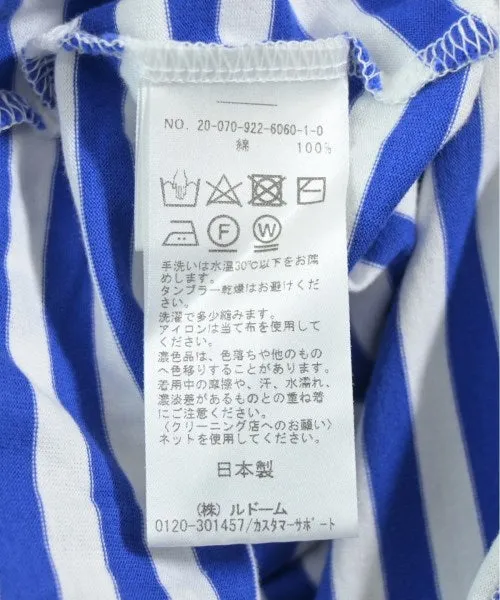 NO. 20-070-922-6060-1-0
綿 100%
F W
手洗いは水温30℃以下をお薦
めします。
タンブラー乾燥はお避けくだ
さい。
洗濯で多少縮みます。
アイロンは当て布を使用して
ください。
濃色品は、色落ちや他のもの
へ色移りすることがあります。
着用中の摩擦や、汗、水濡れ、
濃淡差があるものとの重ね着
にご注意ください。
〈クリーニング店へのお願い〉
ネットを使用してください。
日本製
(株) ルドーム
0120-301457/カスタマーサポート